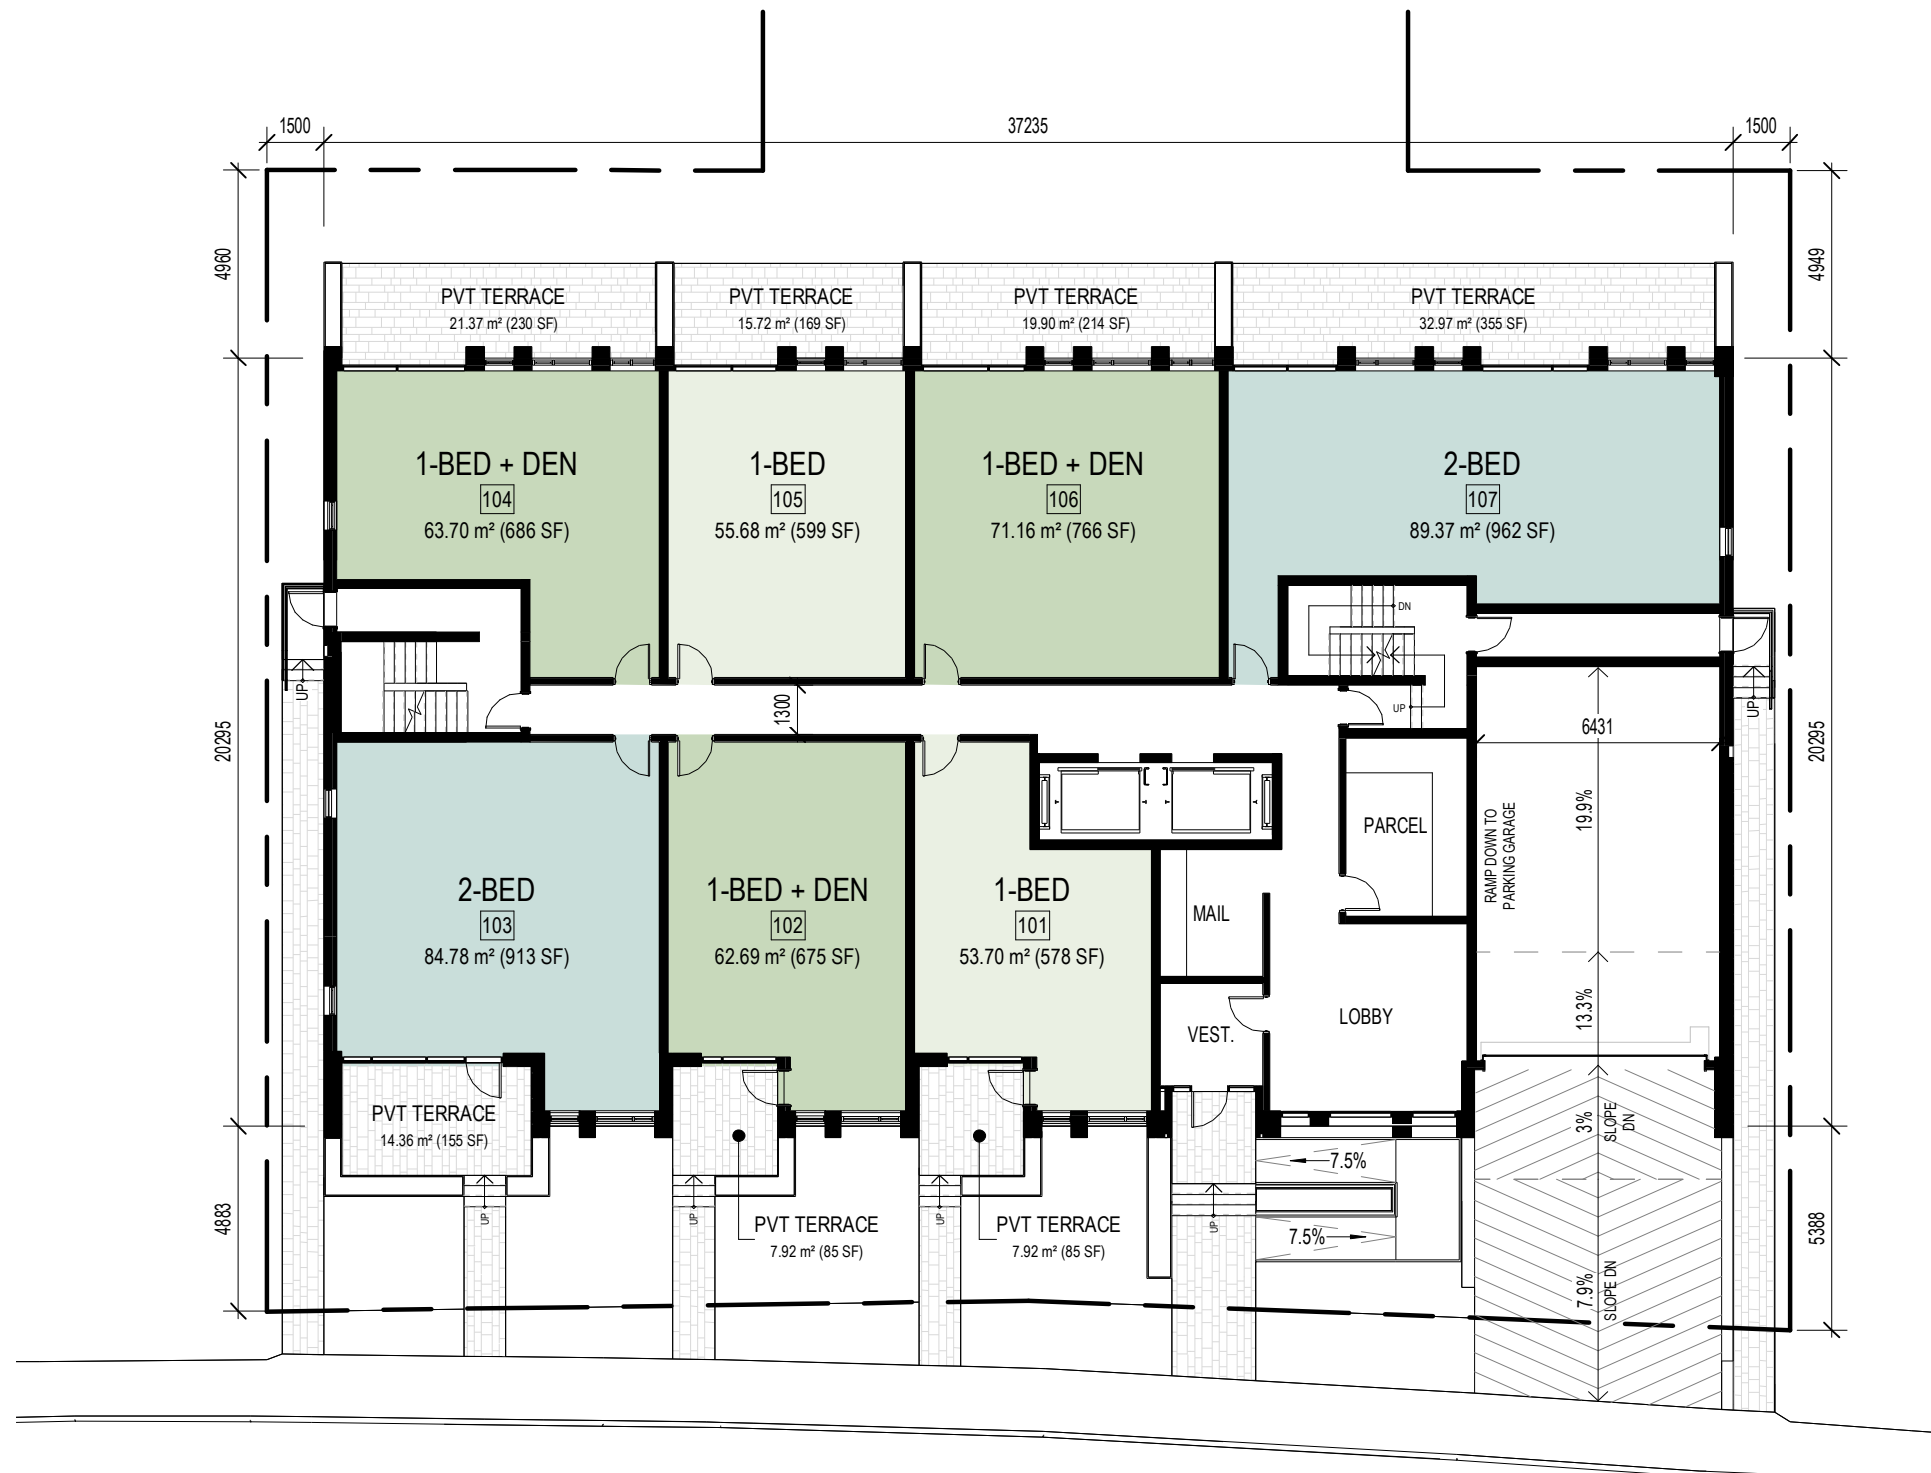 1500
37235
1500
4960
4949
PVT TERRACE
21.37 m² (230 SF)
PVT TERRACE
15.72 m² (169 SF)
PVT TERRACE
19.90 m² (214 SF)
PVT TERRACE
32.97 m² (355 SF)
1-BED + DEN
104
63.70 m² (686 SF)
1-BED
105
55.68 m² (599 SF)
1-BED + DEN
106
71.16 m² (766 SF)
2-BED
107
89.37 m² (962 SF)
DN
UP
UP
UP
1300
6431
20295
20295
2-BED
103
84.78 m² (913 SF)
1-BED + DEN
102
62.69 m² (675 SF)
1-BED
101
53.70 m² (578 SF)
MAIL
PARCEL
RAMP DOWN TO
PARKING GARAGE
19.9%
13.3%
VEST.
LOBBY
PVT TERRACE
14.36 m² (155 SF)
3%
SLOPE
DN
7.5%
7.5%
UP
UP
UP
UP
PVT TERRACE
7.92 m² (85 SF)
PVT TERRACE
7.92 m² (85 SF)
4883
5388
7.9%
SLOPE DN